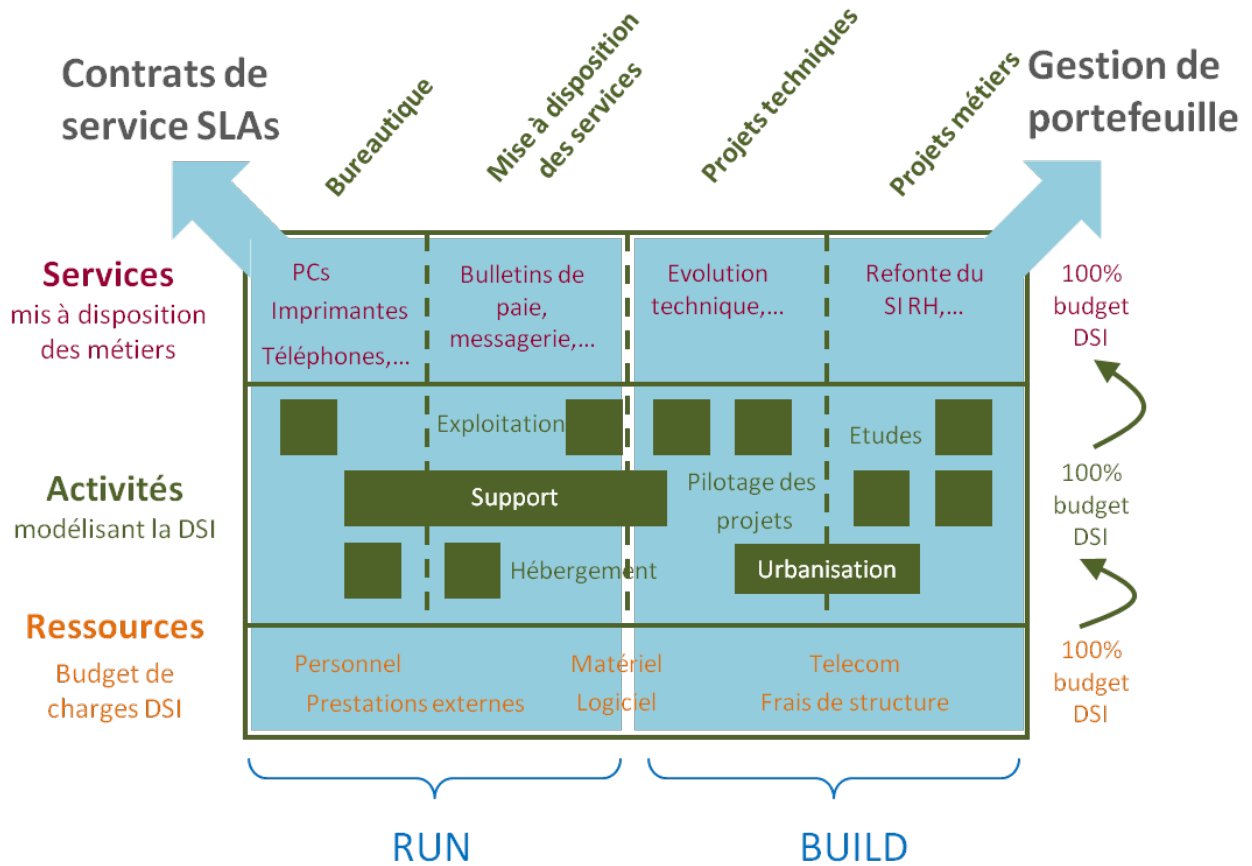 Contrats de
service SLAs
Bureautique
Mise à disposition
des services
Projets techniques
Projets métiers
Gestion de
portefeuille
Services
mis à disposition
des métiers
PCs
Imprimantes
Téléphones,...
Bulletins de
paie,
messagerie,...
Evolution
technique,...
Refonte du
SI RH,...
100%
budget
DSI
Activités
modélisant la DSI
Exploitation
Support
Hébergement
Pilotage des
projets
Etudes
Urbanisation
100%
budget
DSI
Ressources
Budget de
charges DSI
Personnel
Matériel
Telecom
Prestations externes
Logiciel
Frais de structure
100%
budget
DSI
RUN
BUILD